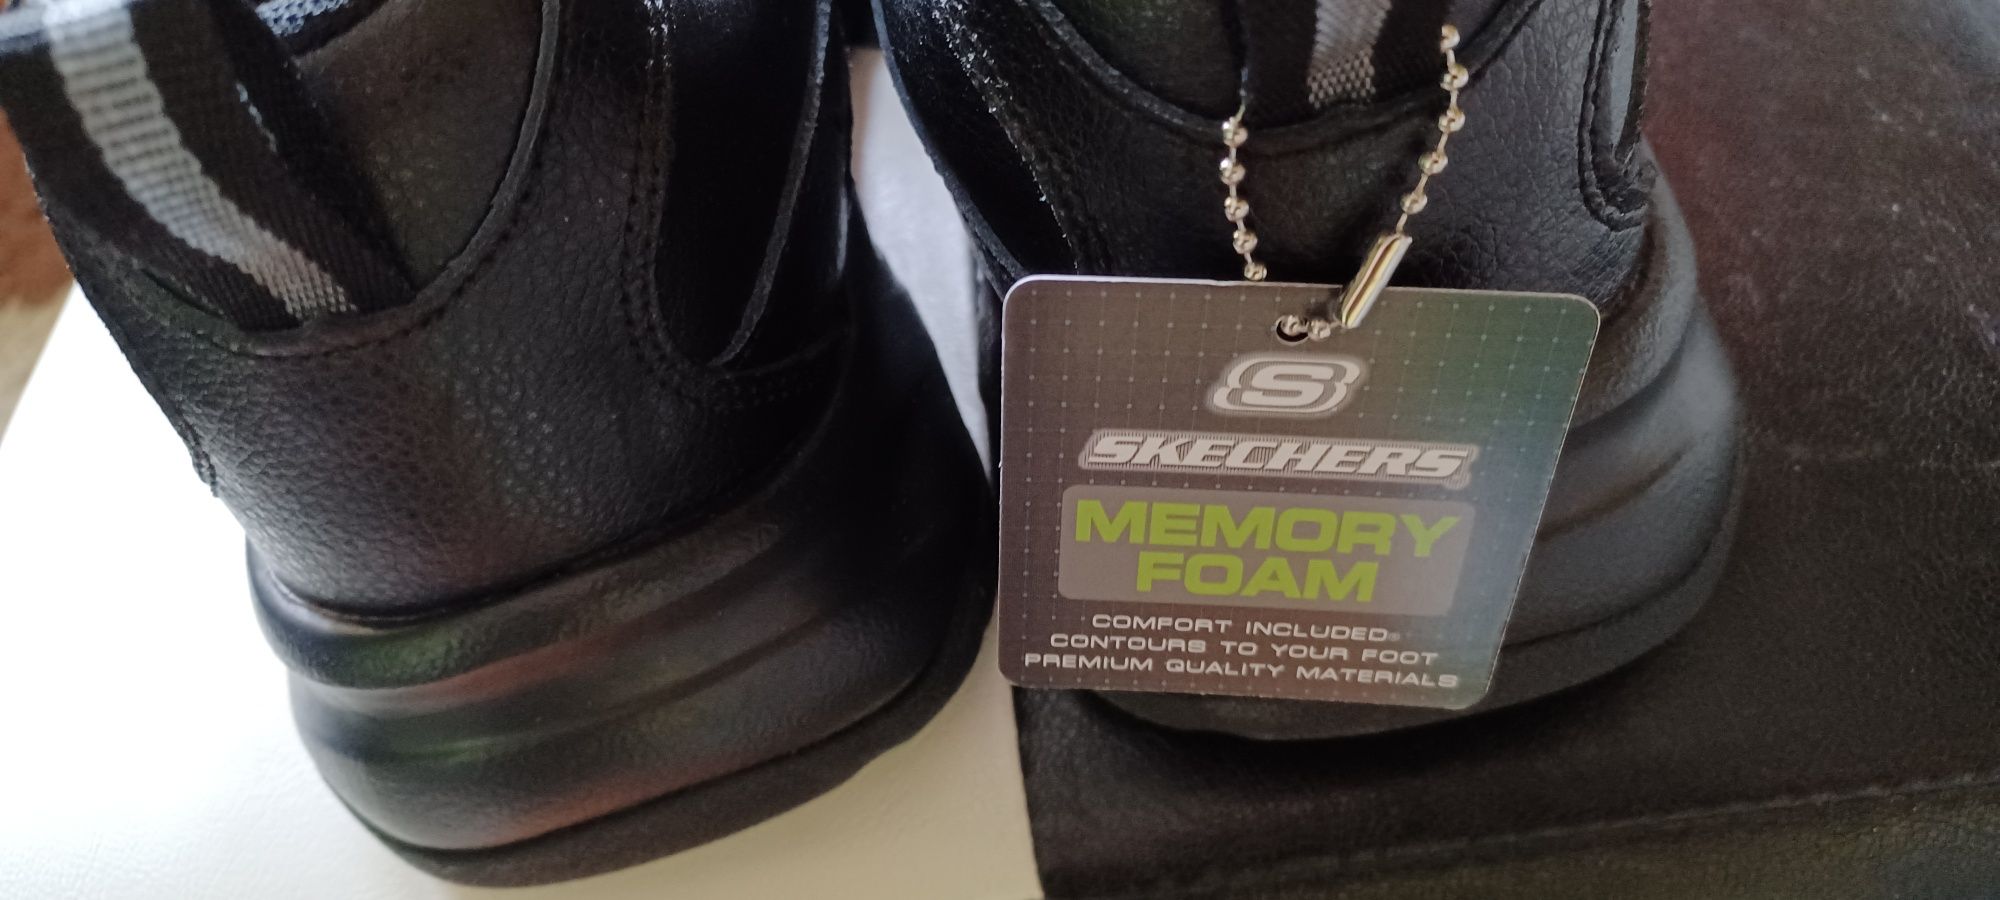 S
SKECHERS
MEMORY
FOAM
COMFORT INCLUDED®
CONTOURS TO YOUR FOOT
PREMIUM QUALITY MATERIALS